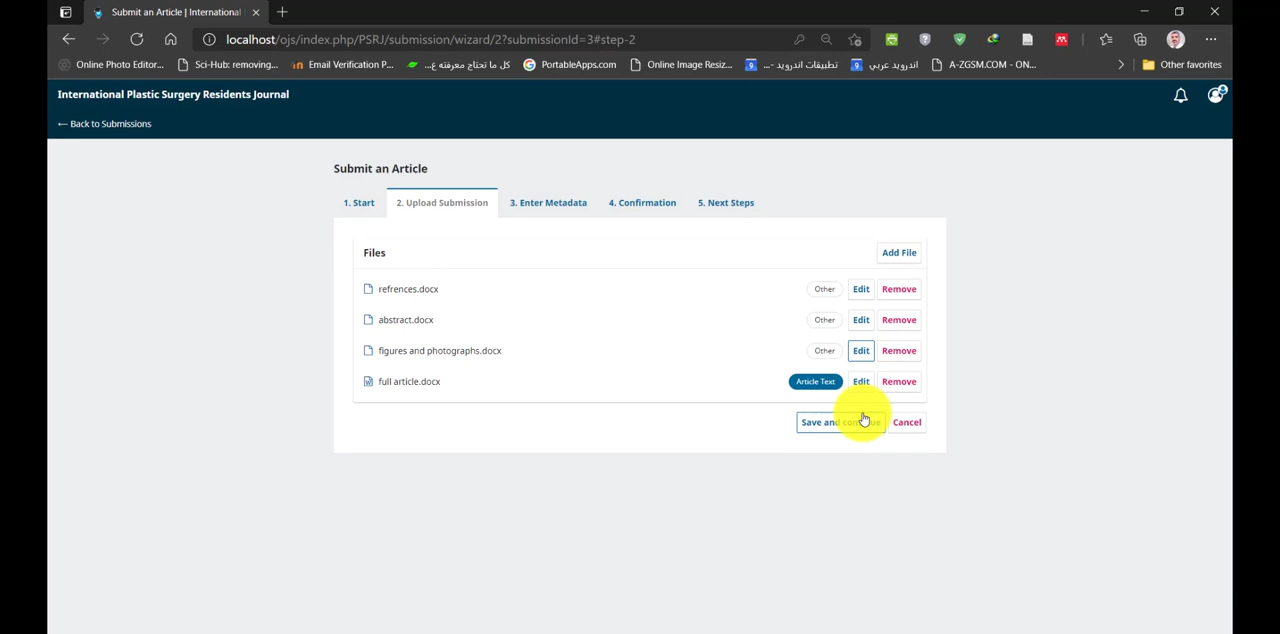 Submit an Article | International
localhost/ojs/index.php/PSRJ/submission/wizard/2?submissionId=3#step-2
Online Photo Editor...
Sci-Hub: removing...
Email Verification P...
كل ما تحتاج معرفته ع...
PortableApps.com
Online Image Resiz...
تطبيقات اندرويد -...
اندرويد عربي
A-ZGSM.COM - ON...
Other favorites
International Plastic Surgery Residents Journal
← Back to Submissions
Submit an Article
1. Start
2. Upload Submission
3. Enter Metadata
4. Confirmation
5. Next Steps
Files
Add File
refrences.docx Other Edit Remove
abstract.docx Other Edit Remove
figures and photographs.docx Other Edit Remove
full article.docx Article Text Edit Remove
Save and continue Cancel